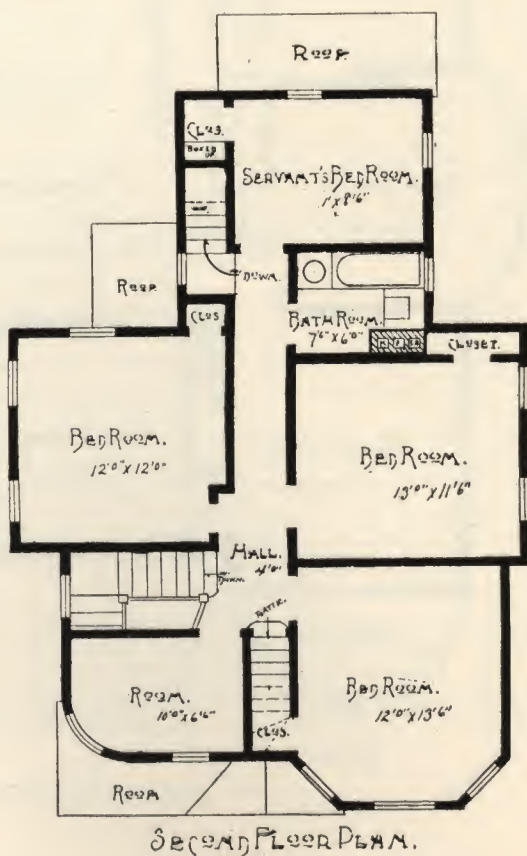 ROOF.
CLOS.
BOXED
UP.
SERVANT'S BED ROOM.
DOWN.
ROOF.
CLOS
BATH ROOM.
7'6" X 6'0"
CLOSET.
BED ROOM.
12'0" X 12'0"
BED ROOM.
13'0" X 11'6"
HALL.
4'0"
DOWN.
ATTIC.
ROOM.
10'0" X 6'6"
BED ROOM.
12'0" X 13'6"
CLOS.
ROOF
SECOND FLOOR PLAN.